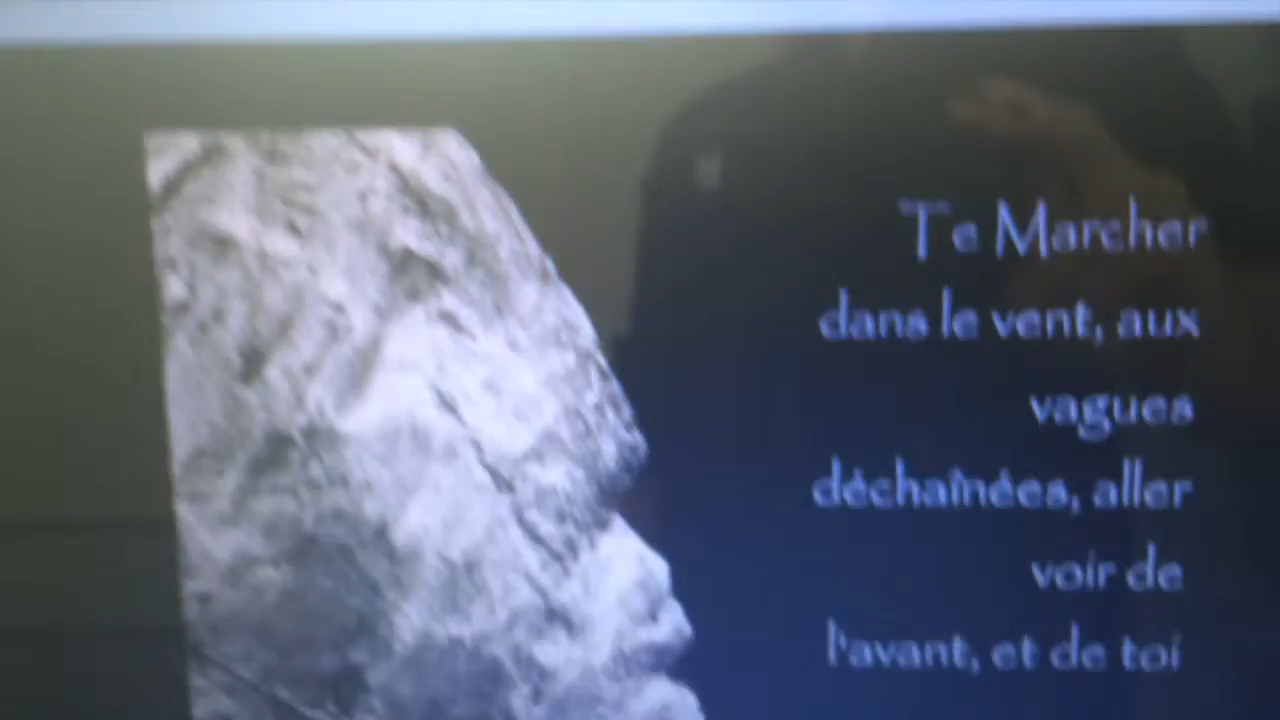 Te Marcher
dans le vent, aux
vagues
déchaînées, aller
voir de
l'avant, et de toi